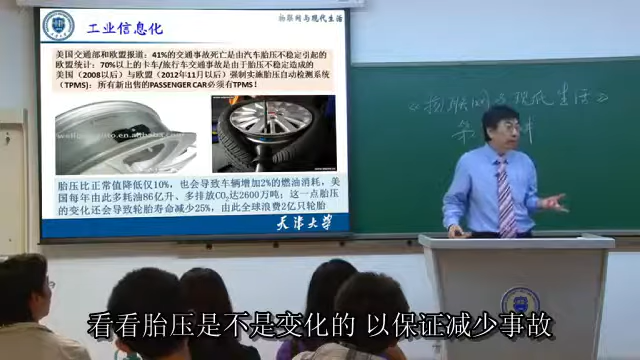 物联网与现代生活
工业信息化
美国交通部和欧盟报道：41%的交通事故死亡是由汽车胎压不稳定引起的
欧盟统计：70%以上的卡车/旅行车交通事故是由于胎压不稳定造成的
美国（2008以后）与欧盟（2012年11月以后）强制实施胎压自动检测系统
(TPMS)：所有新出售的PASSENGER CAR必须有TPMS！
胎压比正常值降低仅10%，也会导致车辆增加2%的燃油消耗，美
国每年由此多耗油86亿升、多排放CO2达2600万吨；这一点胎压
的变化还会导致轮胎寿命减少25%，由此全球浪费2亿只轮胎
天津大学
《物联网与现代生活》
第
讲
看看胎压是不是变化的 以保证减少事故